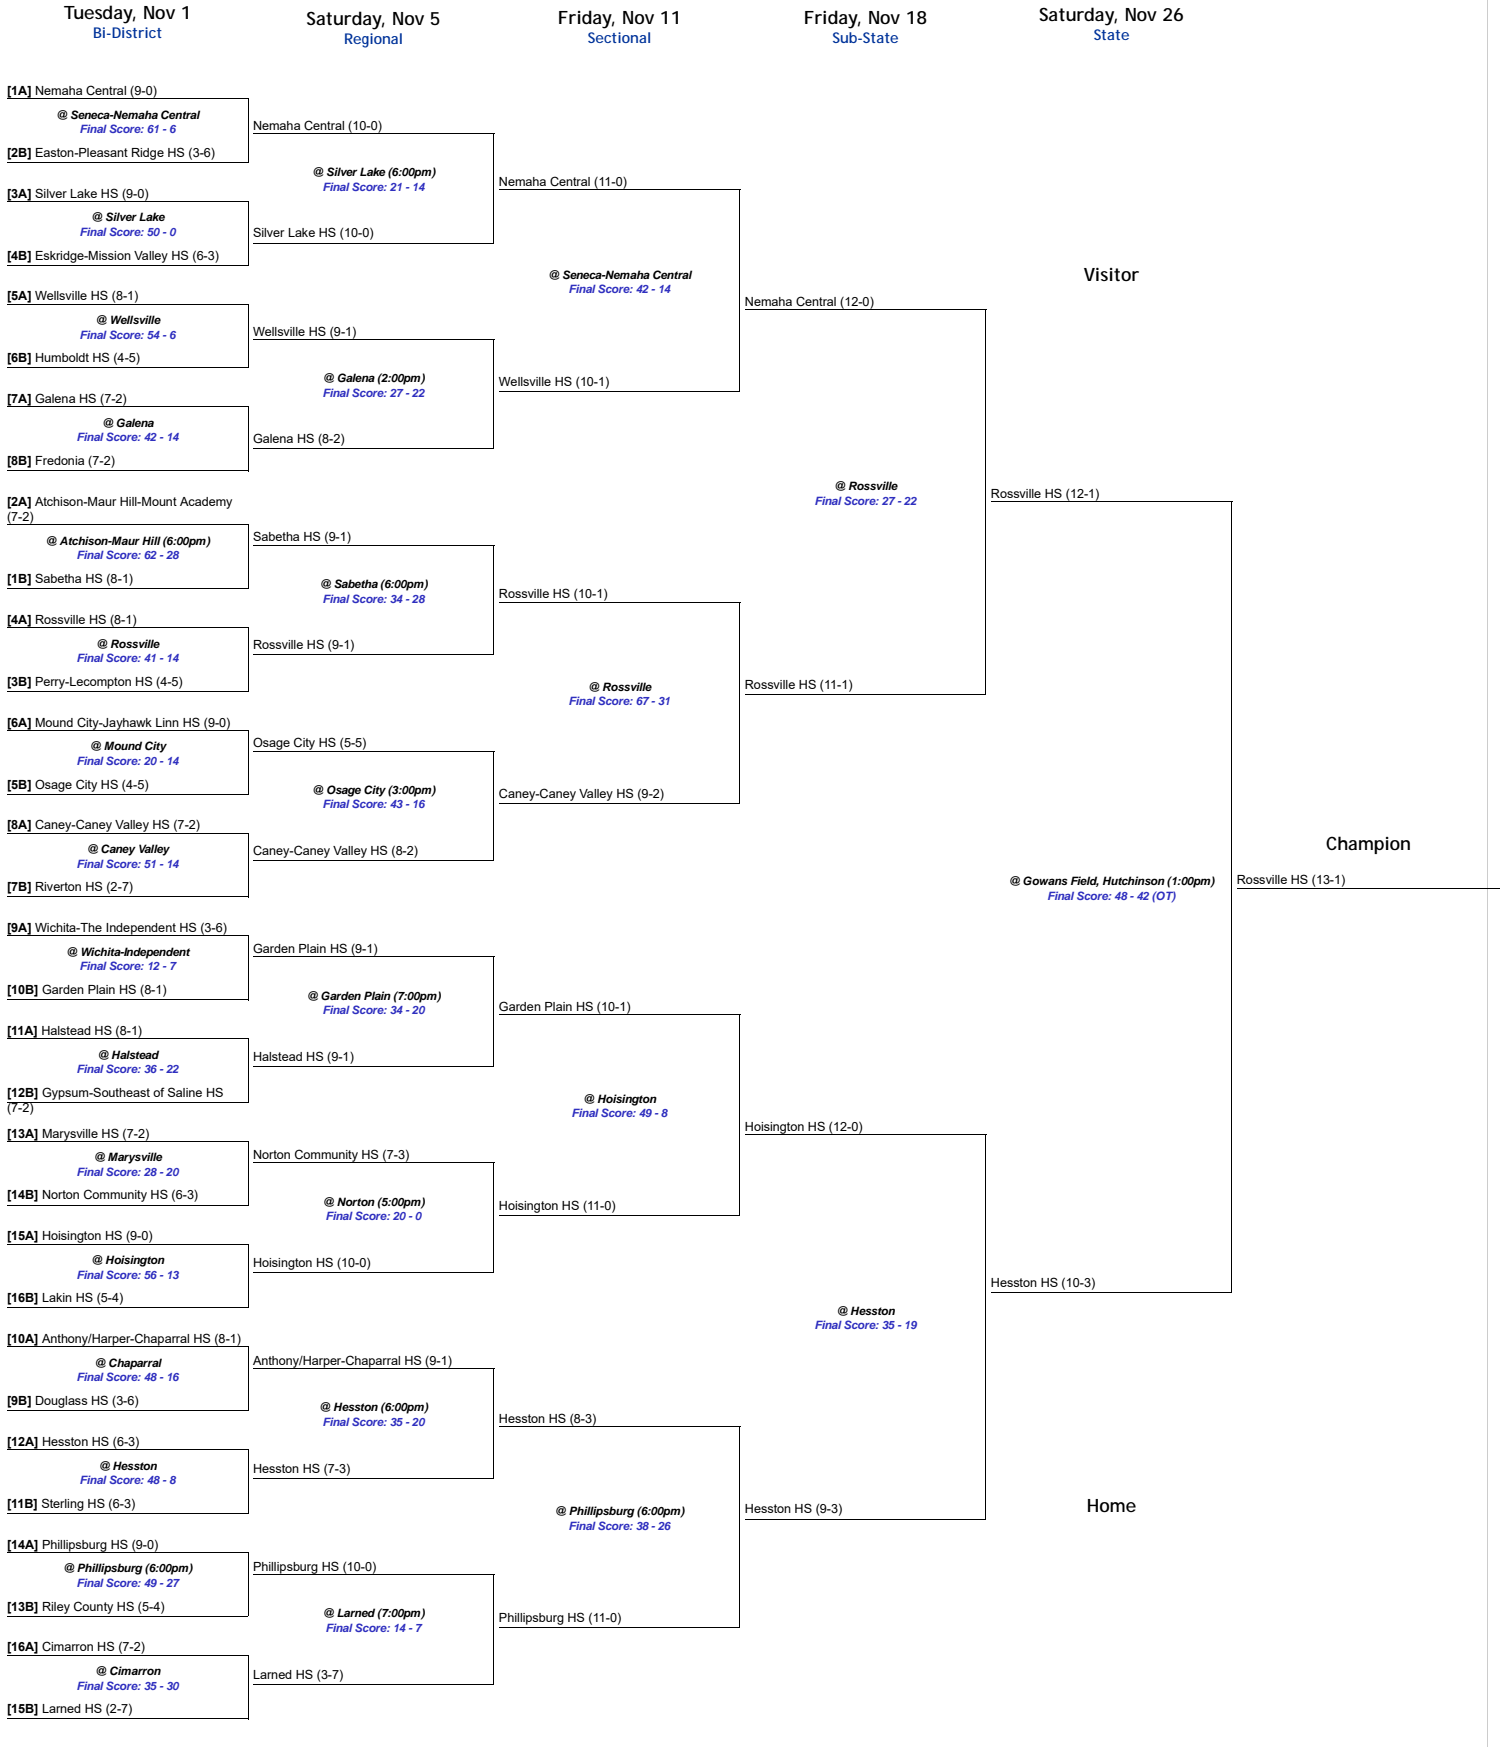 Tuesday, Nov 1
Bi-District
Saturday, Nov 5
Regional
Friday, Nov 11
Sectional
Friday, Nov 18
Sub-State
Saturday, Nov 26
State
[1A] Nemaha Central (9-0)
@ Seneca-Nemaha Central
Final Score: 61 - 6
[2B] Easton-Pleasant Ridge HS (3-6)
[3A] Silver Lake HS (9-0)
@ Silver Lake
Final Score: 50 - 0
[4B] Eskridge-Mission Valley HS (6-3)
[5A] Wellsville HS (8-1)
@ Wellsville
Final Score: 54 - 6
[6B] Humboldt HS (4-5)
[7A] Galena HS (7-2)
@ Galena
Final Score: 42 - 14
[8B] Fredonia (7-2)
[2A] Atchison-Maur Hill-Mount Academy
(7-2)
@ Atchison-Maur Hill (6:00pm)
Final Score: 62 - 28
[1B] Sabetha HS (8-1)
[4A] Rossville HS (8-1)
@ Rossville
Final Score: 41 - 14
[3B] Perry-Lecompton HS (4-5)
[6A] Mound City-Jayhawk Linn HS (9-0)
@ Mound City
Final Score: 20 - 14
[5B] Osage City HS (4-5)
[8A] Caney-Caney Valley HS (7-2)
@ Caney Valley
Final Score: 51 - 14
[7B] Riverton HS (2-7)
[9A] Wichita-The Independent HS (3-6)
@ Wichita-Independent
Final Score: 12 - 7
[10B] Garden Plain HS (8-1)
[11A] Halstead HS (8-1)
@ Halstead
Final Score: 36 - 22
[12B] Gypsum-Southeast of Saline HS
(7-2)
[13A] Marysville HS (7-2)
@ Marysville
Final Score: 28 - 20
[14B] Norton Community HS (6-3)
[15A] Hoisington HS (9-0)
@ Hoisington
Final Score: 56 - 13
[16B] Lakin HS (5-4)
[10A] Anthony/Harper-Chaparral HS (8-1)
@ Chaparral
Final Score: 48 - 16
[9B] Douglass HS (3-6)
[12A] Hesston HS (6-3)
@ Hesston
Final Score: 48 - 8
[11B] Sterling HS (6-3)
[14A] Phillipsburg HS (9-0)
@ Phillipsburg (6:00pm)
Final Score: 49 - 27
[13B] Riley County HS (5-4)
[16A] Cimarron HS (7-2)
@ Cimarron
Final Score: 35 - 30
[15B] Larned HS (2-7)
Nemaha Central (10-0)
@ Silver Lake (6:00pm)
Final Score: 21 - 14
Silver Lake HS (10-0)
Wellsville HS (9-1)
@ Galena (2:00pm)
Final Score: 27 - 22
Galena HS (8-2)
Sabetha HS (9-1)
@ Sabetha (6:00pm)
Final Score: 34 - 28
Rossville HS (9-1)
Osage City HS (5-5)
@ Osage City (3:00pm)
Final Score: 43 - 16
Caney-Caney Valley HS (8-2)
Garden Plain HS (9-1)
@ Garden Plain (7:00pm)
Final Score: 34 - 20
Halstead HS (9-1)
Norton Community HS (7-3)
@ Norton (5:00pm)
Final Score: 20 - 0
Hoisington HS (10-0)
Anthony/Harper-Chaparral HS (9-1)
@ Hesston (6:00pm)
Final Score: 35 - 20
Hesston HS (7-3)
Phillipsburg HS (10-0)
@ Larned (7:00pm)
Final Score: 14 - 7
Larned HS (3-7)
Nemaha Central (11-0)
@ Seneca-Nemaha Central
Final Score: 42 - 14
Wellsville HS (10-1)
Rossville HS (10-1)
@ Rossville
Final Score: 67 - 31
Caney-Caney Valley HS (9-2)
Garden Plain HS (10-1)
@ Hoisington
Final Score: 49 - 8
Hoisington HS (11-0)
Hesston HS (8-3)
@ Phillipsburg (6:00pm)
Final Score: 38 - 26
Phillipsburg HS (11-0)
Nemaha Central (12-0)
@ Rossville
Final Score: 27 - 22
Rossville HS (11-1)
Hoisington HS (12-0)
@ Hesston
Final Score: 35 - 19
Hesston HS (9-3)
Visitor
Rossville HS (12-1)
@ Gowans Field, Hutchinson (1:00pm)
Final Score: 48 - 42 (OT)
Hesston HS (10-3)
Home
Champion
Rossville HS (13-1)